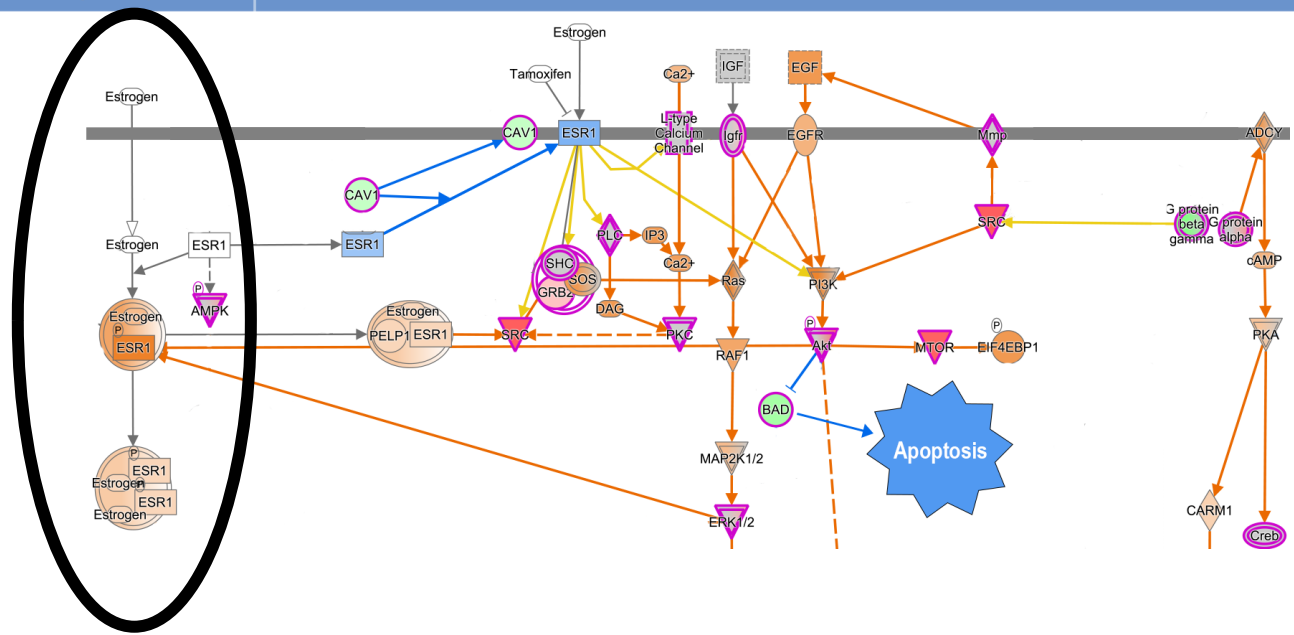 Estrogen
Tamoxifen
Estrogen
Ca2+
IGF
EGF
CAV1
ESR1
L-type
Calcium
Channel
Igfr
EGFR
Mmp
ADCY
CAV1
SRC
G protein
beta
gamma
G protein
alpha
Estrogen
ESR1
ESR1
PLC
IP3
Ca2+
cAMP
SHC
GRB2
SOS
DAG
Ras
PI3K
P
AMPK
Estrogen
P
ESR1
Estrogen
PELP1
ESR1
SRC
PKC
RAF1
P
Akt
MTOR
P
EIF4EBP1
PKA
BAD
Apoptosis
P
ESR1
Estrogen
P
ESR1
Estrogen
MAP2K1/2
ERK1/2
CARM1
Creb